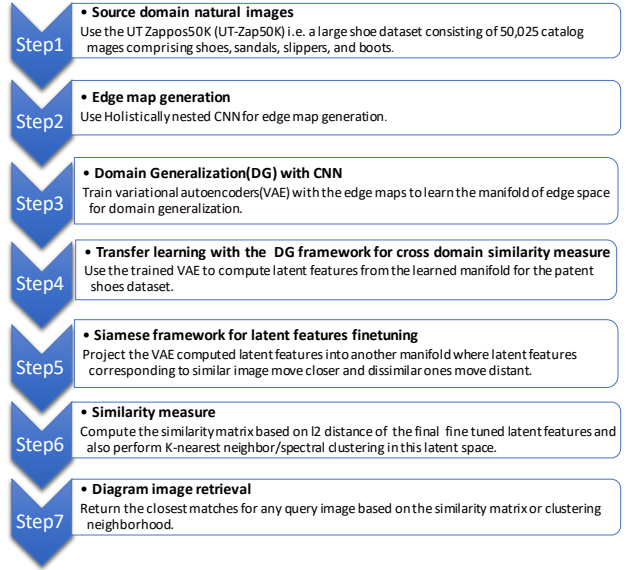 Step1
• Source domain natural images
Use the UT Zappos50K (UT-Zap50K) i.e. a large shoe dataset consisting of 50,025 catalog
mages comprising shoes, sandals, slippers, and boots.
Step2
• Edge map generation
Use Holistically nested CNN for edge map generation.
Step3
• Domain Generalization(DG) with CNN
Train variational autoencoders(VAE) with the edge maps to learn the manifold of edge space
for domain generalization.
Step4
• Transfer learning with the DG framework for cross domain similarity measure
Use the trained VAE to compute latent features from the learned manifold for the patent
shoes dataset.
Step5
• Siamese framework for latent features finetuning
Project the VAE computed latent features into another manifold where latent features
corresponding to similar image move closer and dissimilar ones move distant.
Step6
• Similarity measure
Compute the similarity matrix based on l2 distance of the final fine tuned latent features and
also perform K-nearest neighbor/spectral clustering in this latent space.
Step7
• Diagram image retrieval
Return the closest matches for any query image based on the similarity matrix or clustering
neighborhood.